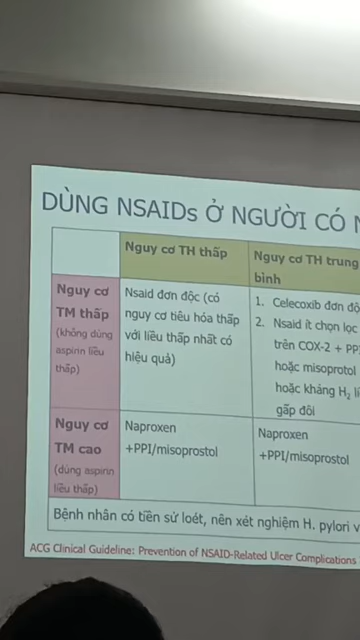 DÙNG NSAIDs Ở NGƯỜI CÓ
Nguy cơ TH thấp
Nguy cơ TH trung
bình
Nguy cơ
TM thấp
(không dùng
aspirin liều
thấp)
Nsaid đơn độc (có
nguy cơ tiêu hóa thấp
với liều thấp nhất có
hiệu quả)
1. Celecoxib đơn độ
2. Nsaid ít chọn lọc
trên COX-2 + PP
hoặc misoprotol
hoặc kháng H₂ li
gấp đôi
Nguy cơ
TM cao
(dùng aspirin
liều thấp)
Naproxen
+PPI/misoprostol
Naproxen
+PPI/misoprostol
Bệnh nhân có tiền sử loét, nên xét nghiệm H. pylori v
ACG Clinical Guideline: Prevention of NSAID-Related Ulcer Complications